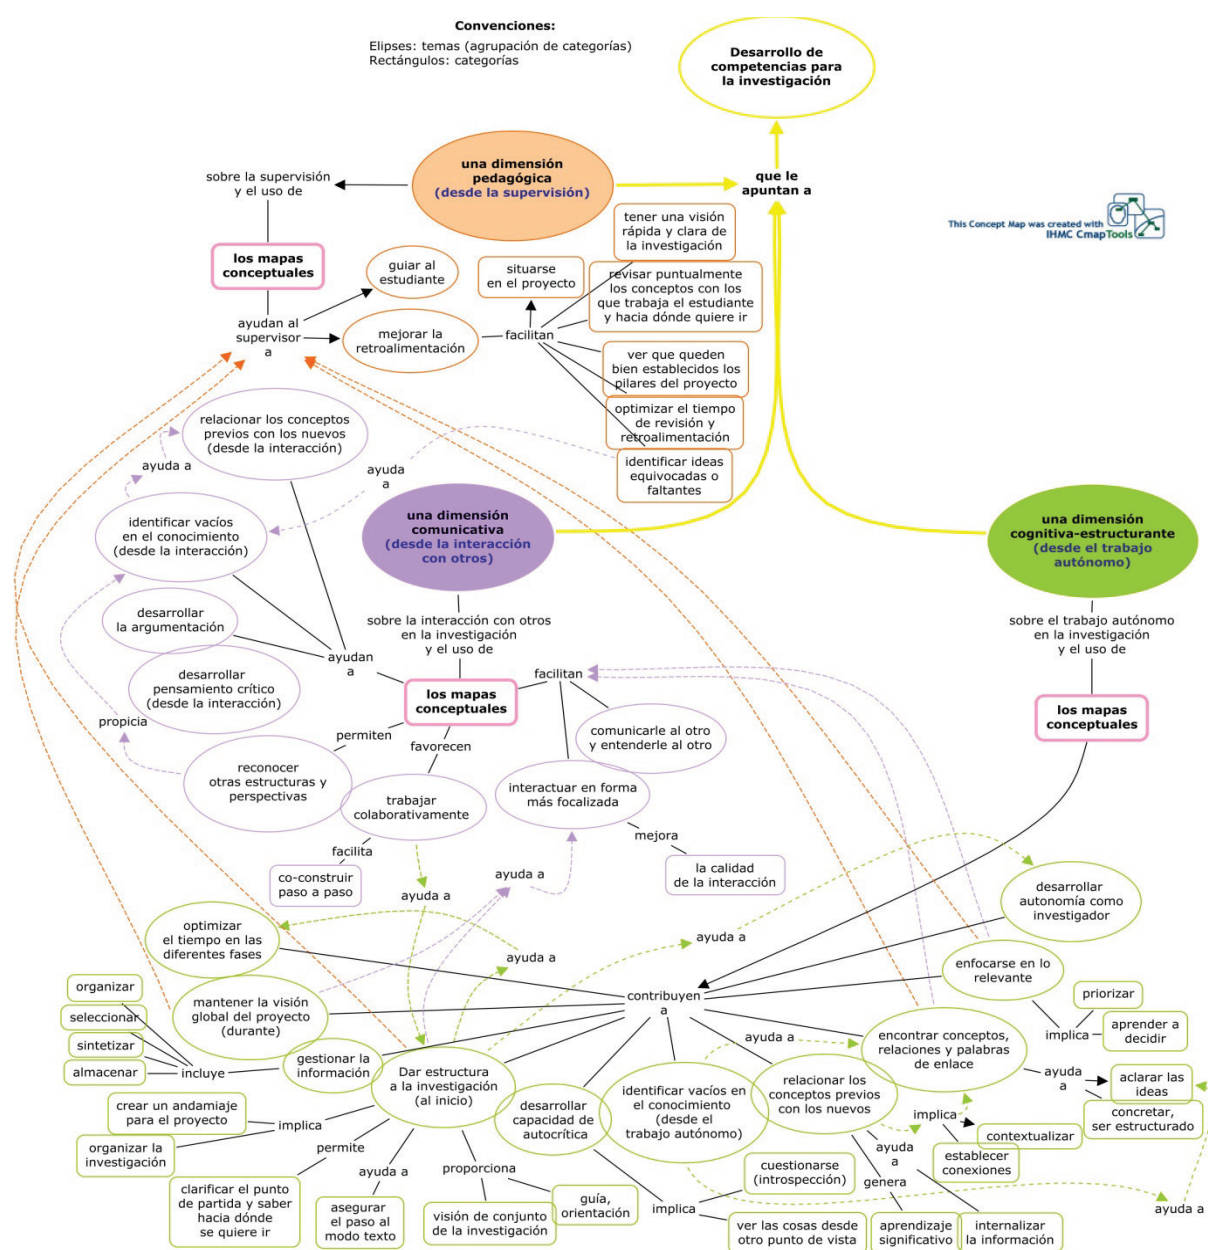 Convenciones:
Elipses: temas (agrupación de categorías)
Rectángulos: categorías
Desarrollo de
competencias para
la investigación
una dimensión
pedagógica
(desde la supervisión)
que le
apuntan a
sobre la supervisión
y el uso de
This Concept Map was created with
IHMC CmapTools
los mapas
conceptuales
guiar al
estudiante
situarse
en el proyecto
tener una visión
rápida y clara de
la investigación
revisar puntualmente
los conceptos con los
que trabaja el estudiante
y hacia dónde quiere ir
ayudan al
supervisor
a
mejorar la
retroalimentación
facilitan
ver que queden
bien establecidos los
pilares del proyecto
optimizar el tiempo
de revisión y
retroalimentación
identificar ideas
equivocadas o
faltantes
relacionar los conceptos
previos con los nuevos
(desde la interacción)
ayuda a
ayuda
a
identificar vacíos
en el conocimiento
(desde la interacción)
una dimensión
comunicativa
(desde la interacción
con otros)
una dimensión
cognitiva-estructurante
(desde el trabajo
autónomo)
desarrollar
la argumentación
sobre la interacción con otros
en la investigación
y el uso de
sobre el trabajo autónomo
en la investigación
y el uso de
ayudan
a
desarrollar
pensamiento crítico
(desde la interacción)
facilitan
los mapas
conceptuales
los mapas
conceptuales
propicia
permiten
favorecen
comunicarle al otro
y entenderle al otro
reconocer
otras estructuras y
perspectivas
trabajar
colaborativamente
interactuar en forma
más focalizada
facilita
mejora
co-construir
paso a paso
ayuda a
ayuda a
la calidad
de la interacción
desarrollar
autonomía como
investigador
optimizar
el tiempo en las
diferentes fases
ayuda a
ayuda a
enfocarse en lo
relevante
organizar
mantener la visión
global del proyecto
(durante)
contribuyen
a
priorizar
seleccionar
implica
aprender a
decidir
sintetizar
encontrar conceptos,
relaciones y palabras
de enlace
ayuda a
almacenar
incluye
gestionar la
información
Dar estructura
a la investigación
(al inicio)
ayuda
a
aclarar las
ideas
identificar vacíos en
el conocimiento
(desde el
trabajo autónomo)
relacionar los
conceptos previos
con los nuevos
desarrollar
capacidad de
autocrítica
concretar,
ser estructurado
crear un andamiaje
para el proyecto
implica
implica
contextualizar
organizar la
investigación
permite
ayuda
a
establecer
conexiones
clarificar el punto
de partida y saber
hacia dónde
se quiere ir
ayuda a
proporciona
cuestionarse
(introspección)
genera
asegurar
el paso al
modo texto
visión de conjunto
de la investigación
guía,
orientación
implica
ver las cosas desde
otro punto de vista
aprendizaje
significativo
internalizar
la información
ayuda a